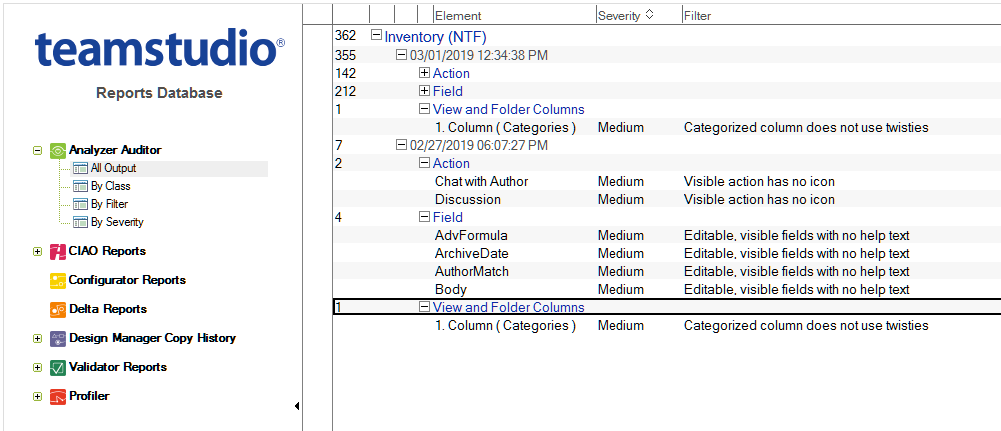 teamstudio®
Reports Database
Analyzer Auditor
All Output
By Class
By Filter
By Severity
CIAO Reports
Configurator Reports
Delta Reports
Design Manager Copy History
Validator Reports
Profiler
Element Severity Filter
362 Inventory (NTF)
355 03/01/2019 12:34:38 PM
142 Action
212 Field
1 View and Folder Columns
1. Column ( Categories ) Medium Categorized column does not use twisties
7 02/27/2019 06:07:27 PM
2 Action
Chat with Author Medium Visible action has no icon
Discussion Medium Visible action has no icon
4 Field
AdvFormula Medium Editable, visible fields with no help text
ArchiveDate Medium Editable, visible fields with no help text
AuthorMatch Medium Editable, visible fields with no help text
Body Medium Editable, visible fields with no help text
1 View and Folder Columns
1. Column ( Categories ) Medium Categorized column does not use twisties